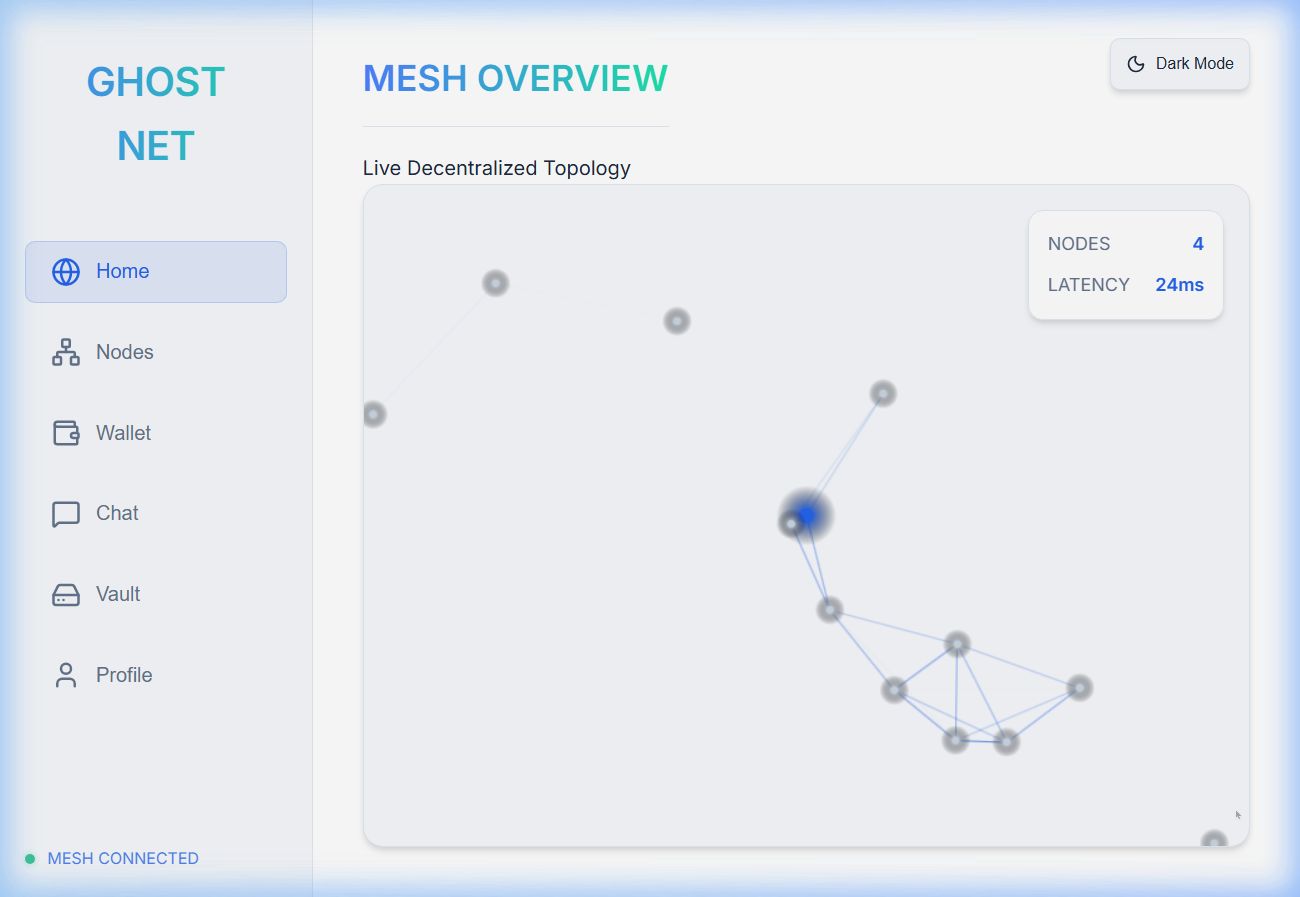 GHOST
NET
Home
Nodes
Wallet
Chat
Vault
Profile
MESH CONNECTED
MESH OVERVIEW
Dark Mode
Live Decentralized Topology
NODES 4
LATENCY 24ms